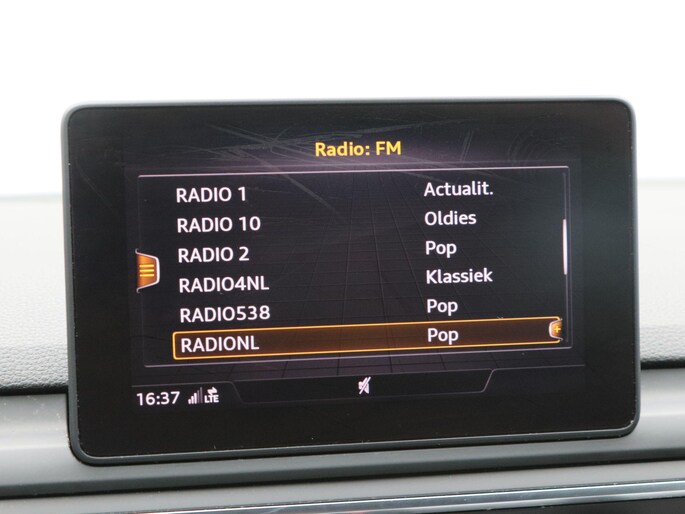 Radio: FM
RADIO 1 Actualit.
RADIO 10 Oldies
RADIO 2 Pop
RADIO4NL Klassiek
RADIO538 Pop
RADIONL Pop
16:37 LTE